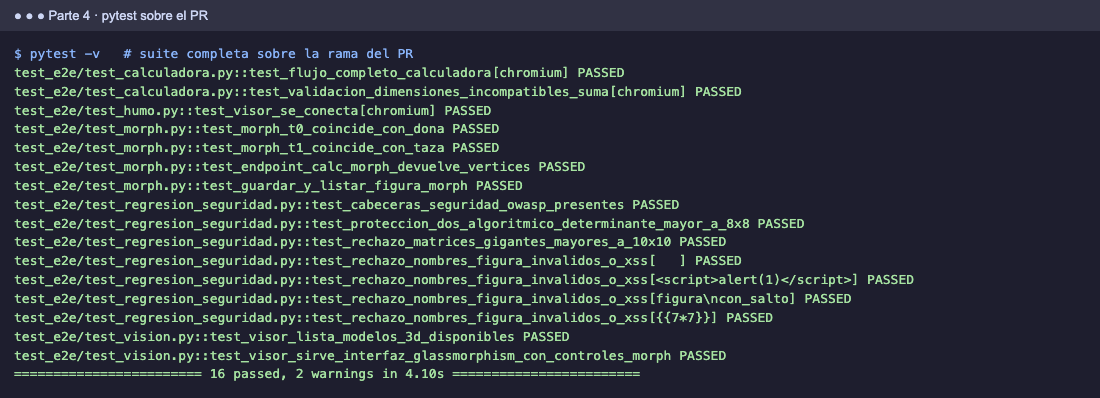 ● ● ● Parte 4 · pytest sobre el PR
$ pytest -v   # suite completa sobre la rama del PR
test_e2e/test_calculadora.py::test_flujo_completo_calculadora[chromium] PASSED
test_e2e/test_calculadora.py::test_validacion_dimensiones_incompatibles_suma[chromium] PASSED
test_e2e/test_humo.py::test_visor_se_conecta[chromium] PASSED
test_e2e/test_morph.py::test_morph_t0_coincide_con_dona PASSED
test_e2e/test_morph.py::test_morph_t1_coincide_con_taza PASSED
test_e2e/test_morph.py::test_endpoint_calc_morph_devuelve_vertices PASSED
test_e2e/test_morph.py::test_guardar_y_listar_figura_morph PASSED
test_e2e/test_regresion_seguridad.py::test_cabeceras_seguridad_owasp_presentes PASSED
test_e2e/test_regresion_seguridad.py::test_proteccion_dos_algoritmico_determinante_mayor_a_8x8 PASSED
test_e2e/test_regresion_seguridad.py::test_rechazo_matrices_gigantes_mayores_a_10x10 PASSED
test_e2e/test_regresion_seguridad.py::test_rechazo_nombres_figura_invalidos_o_xss[   ] PASSED
test_e2e/test_regresion_seguridad.py::test_rechazo_nombres_figura_invalidos_o_xss[<script>alert(1)</script>] PASSED
test_e2e/test_regresion_seguridad.py::test_rechazo_nombres_figura_invalidos_o_xss[figura\ncon_salto] PASSED
test_e2e/test_regresion_seguridad.py::test_rechazo_nombres_figura_invalidos_o_xss[{{7*7}}] PASSED
test_e2e/test_vision.py::test_visor_lista_modelos_3d_disponibles PASSED
test_e2e/test_vision.py::test_visor_sirve_interfaz_glassmorphism_con_controles_morph PASSED
======================== 16 passed, 2 warnings in 4.10s ========================